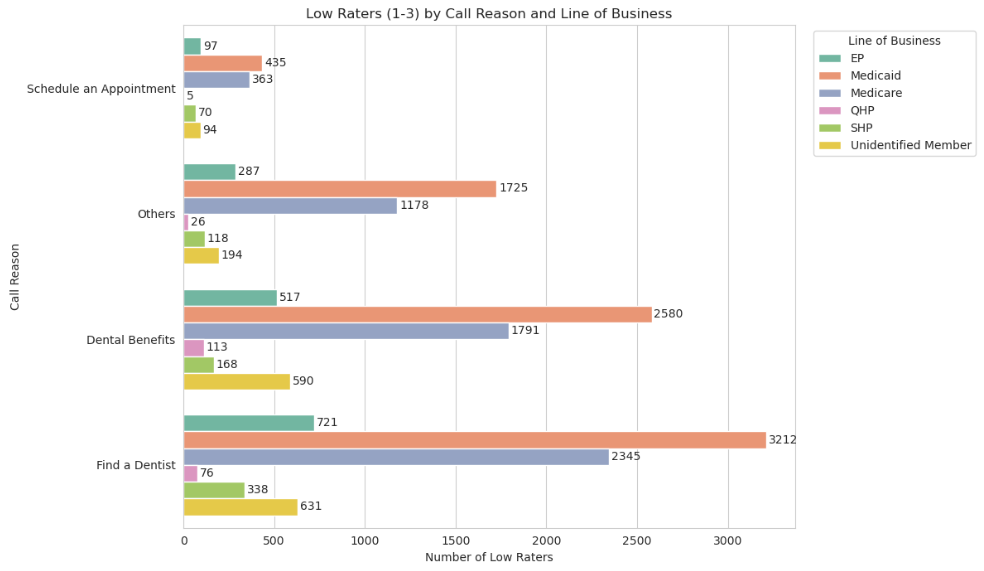 Low Raters (1-3) by Call Reason and Line of Business
Line of Business
EP
Medicaid
Medicare
QHP
SHP
Unidentified Member
Call Reason
Schedule an Appointment
97
435
363
5
70
94
Others
287
1725
1178
26
118
194
Dental Benefits
517
2580
1791
113
168
590
Find a Dentist
721
3212
2345
76
338
631
0 500 1000 1500 2000 2500 3000
Number of Low Raters